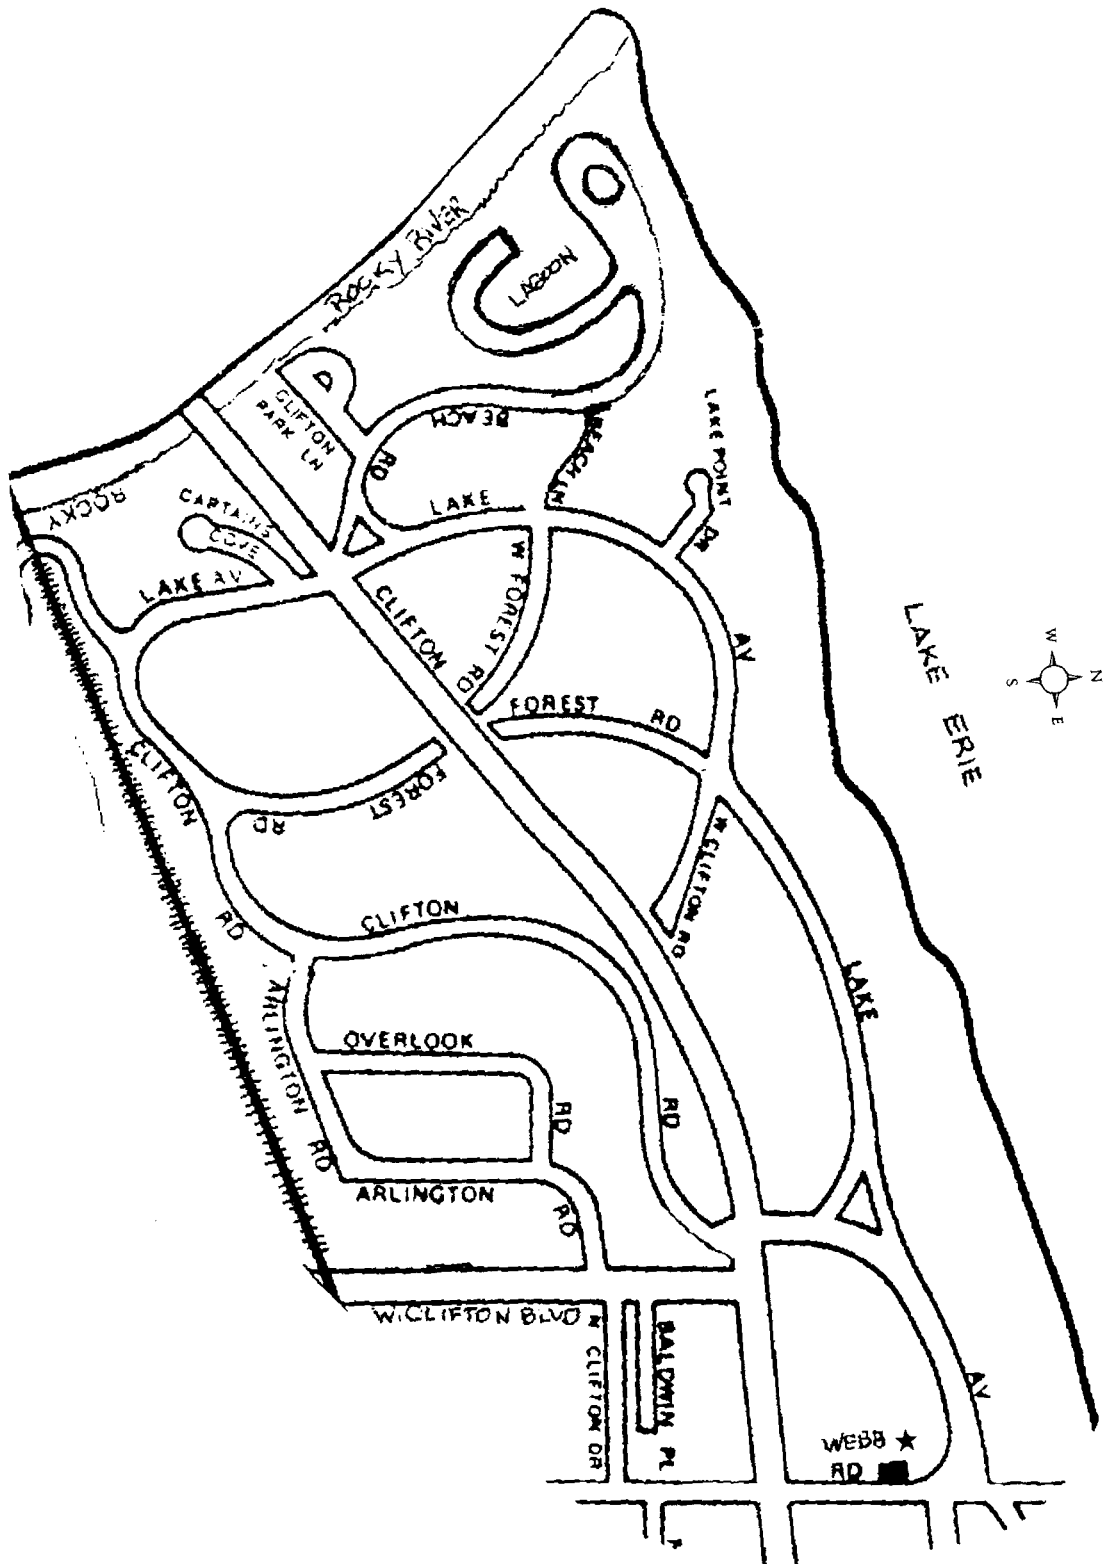 ROCKY RIVER
LAGOON
CLIFTON
PARK LN
BEACH
RD
BEACH LN
LAKE POINT
DR
LAKE
ROCKY
CAPTAINS
COVE
LAKE AV
CLIFTON
W FOREST RD
AV
LAKE ERIE
N
W
E
S
FOREST RD
CLIFTON
FOREST
RD
W CLIFTON RD
RD
CLIFTON
LAKE
ARLINGTON
OVERLOOK
RD
RD
RD
ARLINGTON
RD
W. CLIFTON BLVD
N CLIFTON DR
BALDWIN PL
AV
WEBB
RD